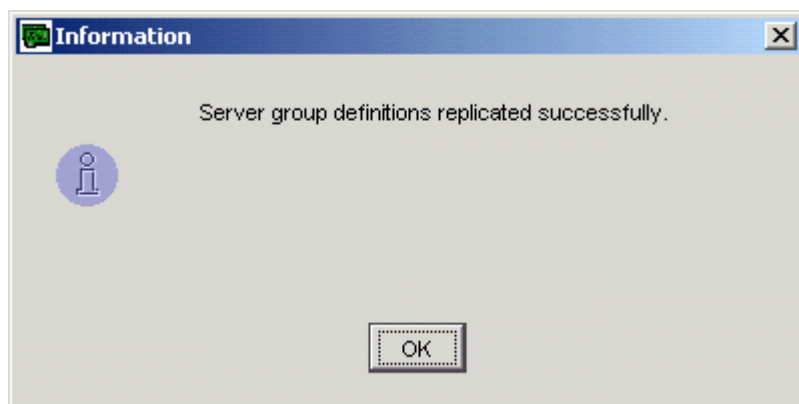 Information
Server group definitions replicated successfully.
OK